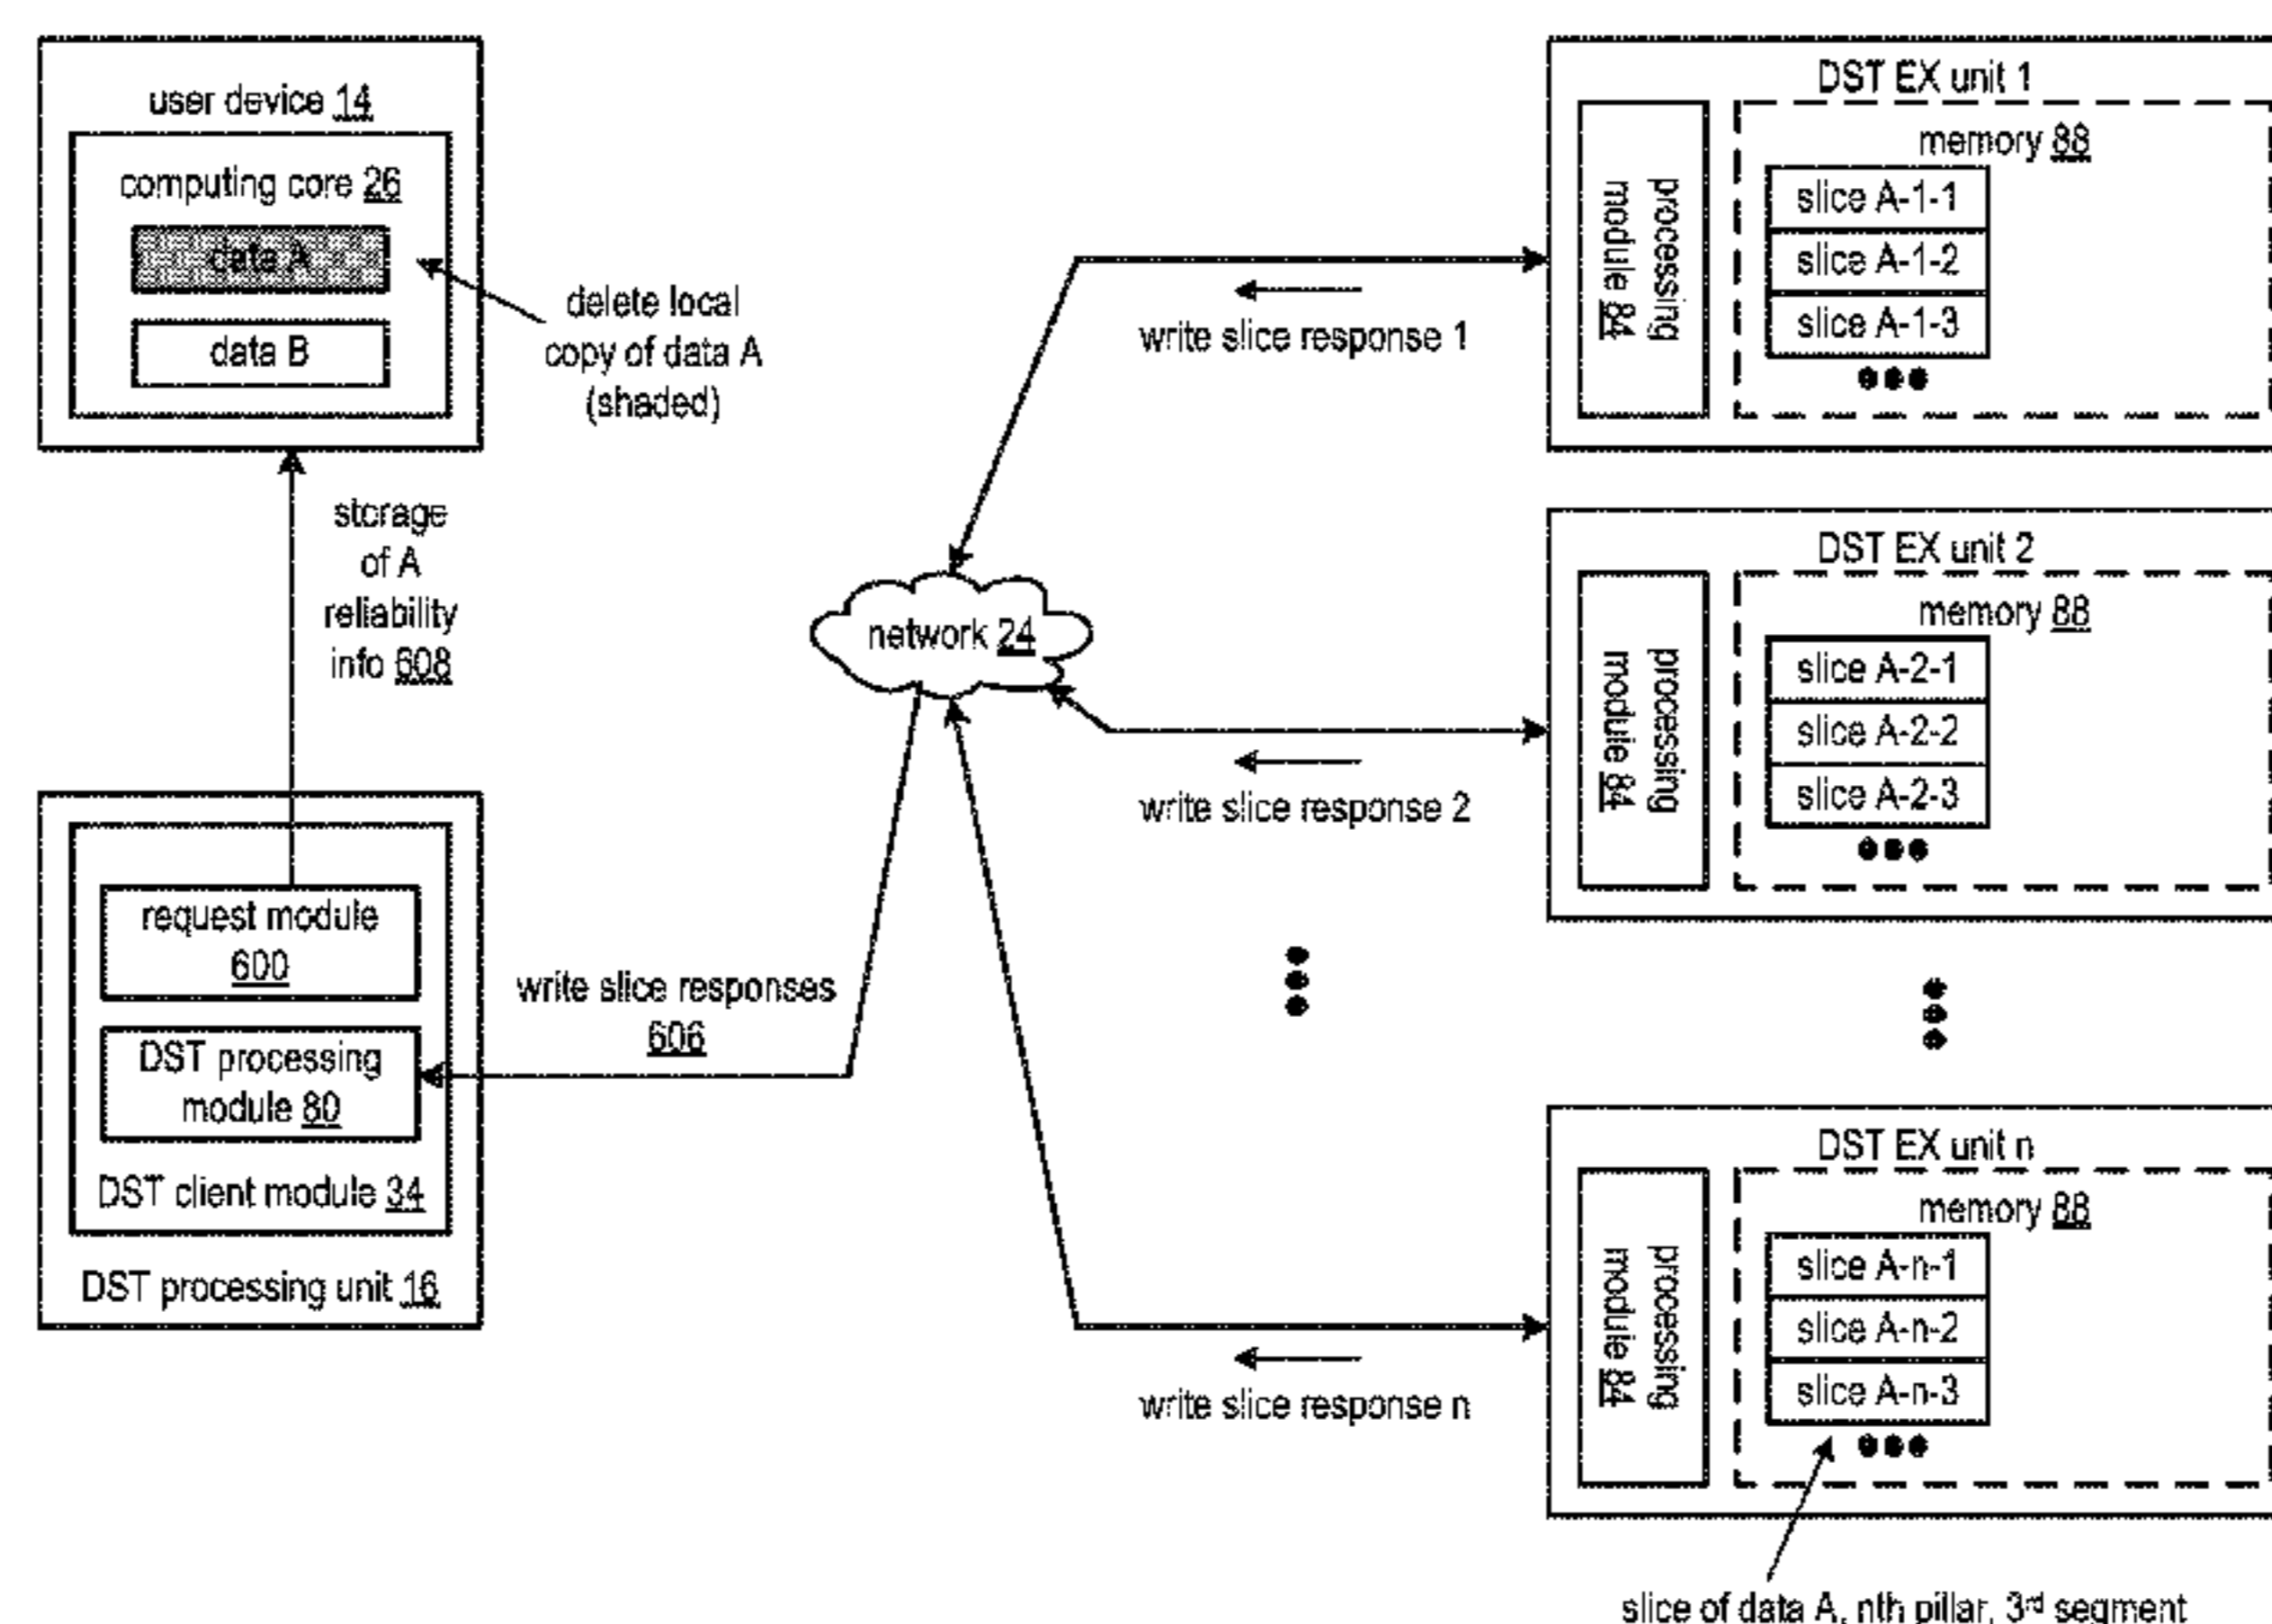 user device 14
computing core 26
data A
data B
delete local
copy of data A
(shaded)
storage
of A
reliability
info 608
request module
600
DST processing
module 80
DST client module 34
DST processing unit 16
write slice responses
606
network 24
write slice response 1
write slice response 2
write slice response n
DST EX unit 1
processing
module 84
memory 88
slice A-1-1
slice A-1-2
slice A-1-3
DST EX unit 2
processing
module 84
memory 88
slice A-2-1
slice A-2-2
slice A-2-3
DST EX unit n
processing
module 84
memory 88
slice A-n-1
slice A-n-2
slice A-n-3
slice of data A, nth pillar, 3rd segment